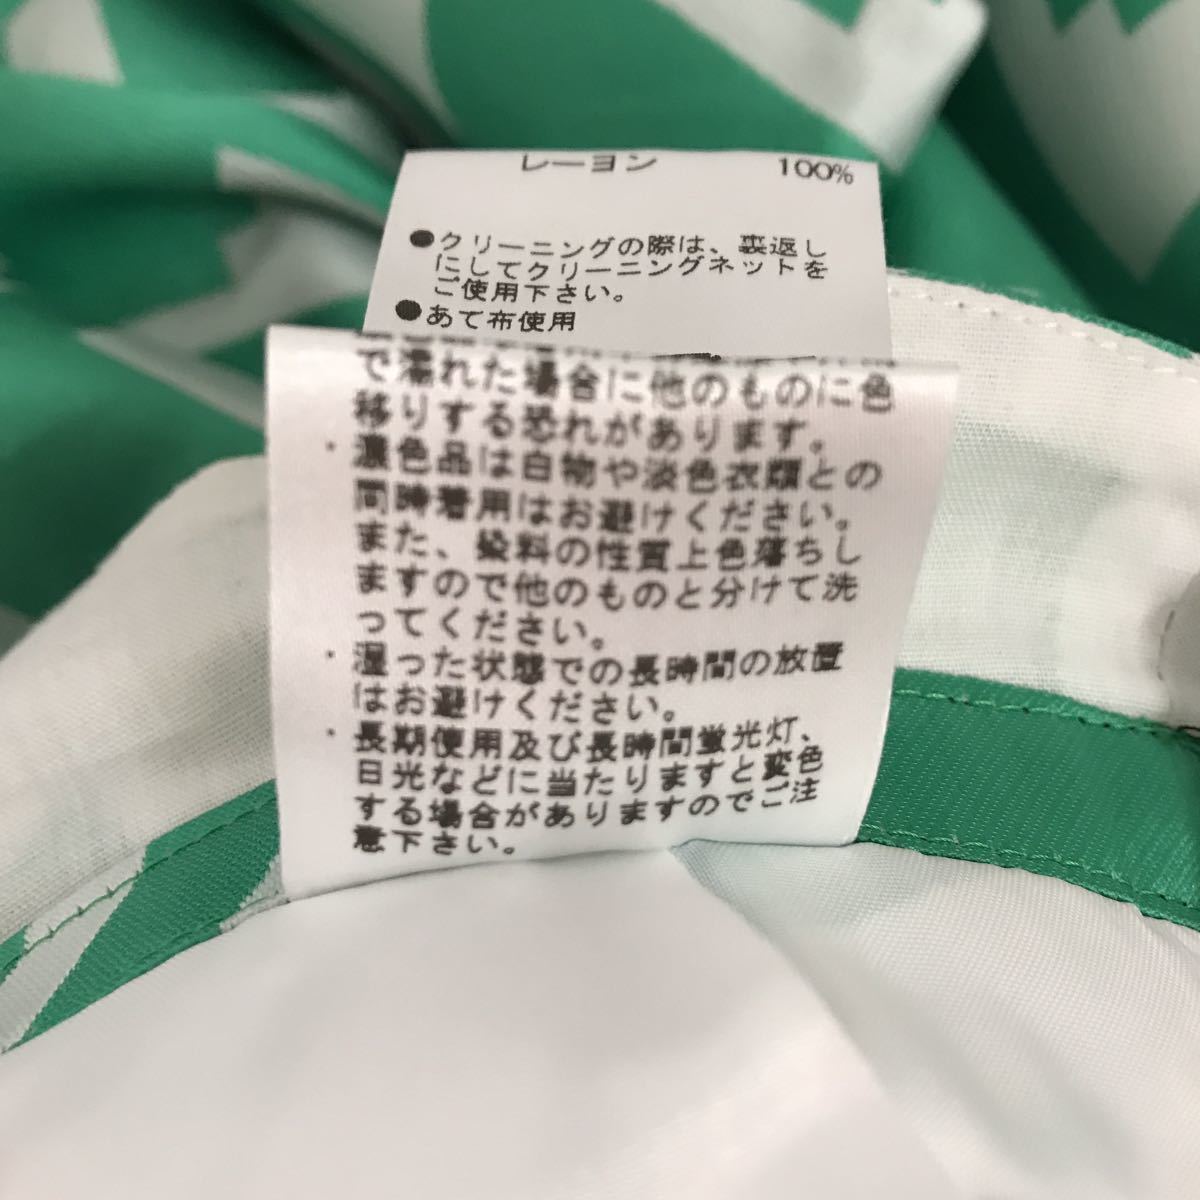 レーヨン 100%
●クリーニングの際は、裏返し
にしてクリーニングネットを
ご使用下さい。
●あて布使用
で濡れた場合に他のものに色
移りする恐れがあります。
・濃色品は白物や淡色衣類との
同時着用はお避けください。
また、染料の性質上色落ちし
ますので他のものと分けて洗
ってください。
・湿った状態での長時間の放置
はお避けください。
・長期使用及び長時間蛍光灯、
日光などに当たりますと変色
する場合がありますのでご注
意下さい。